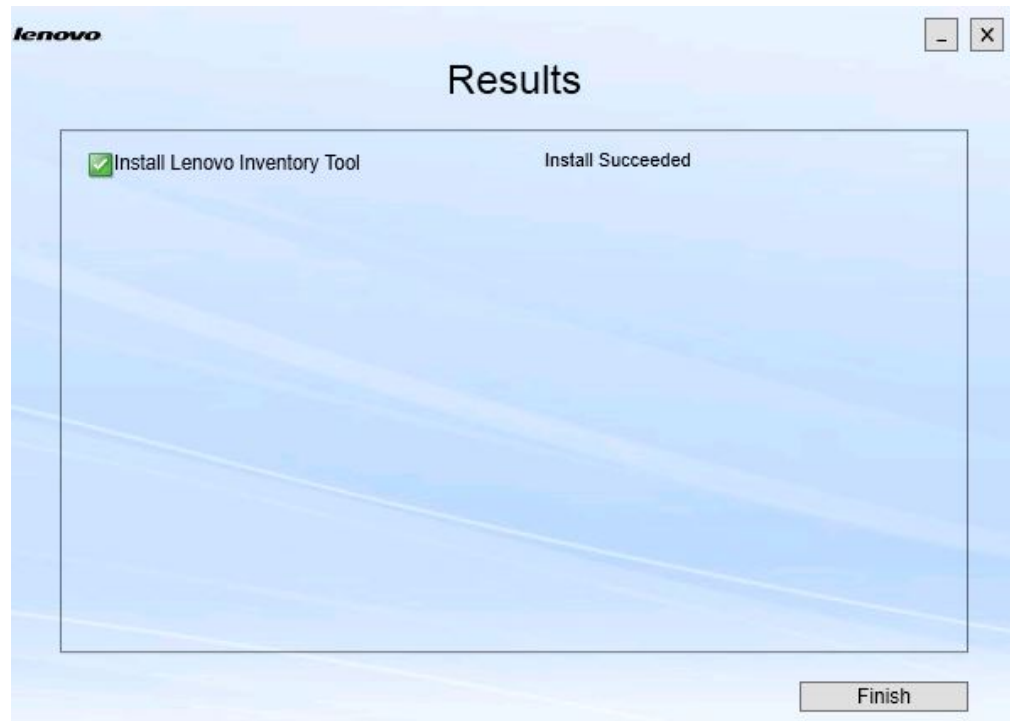 lenovo
Results
Install Lenovo Inventory Tool Install Succeeded
Finish